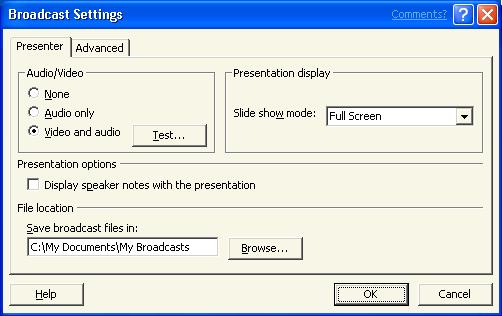 Broadcast Settings Comments? ?
Presenter Advanced
Audio/Video
None
Audio only
Video and audio
Test...
Presentation display
Slide show mode: Full Screen
Presentation options
Display speaker notes with the presentation
File location
Save broadcast files in:
C:\My Documents\My Broadcasts Browse...
Help OK Cancel